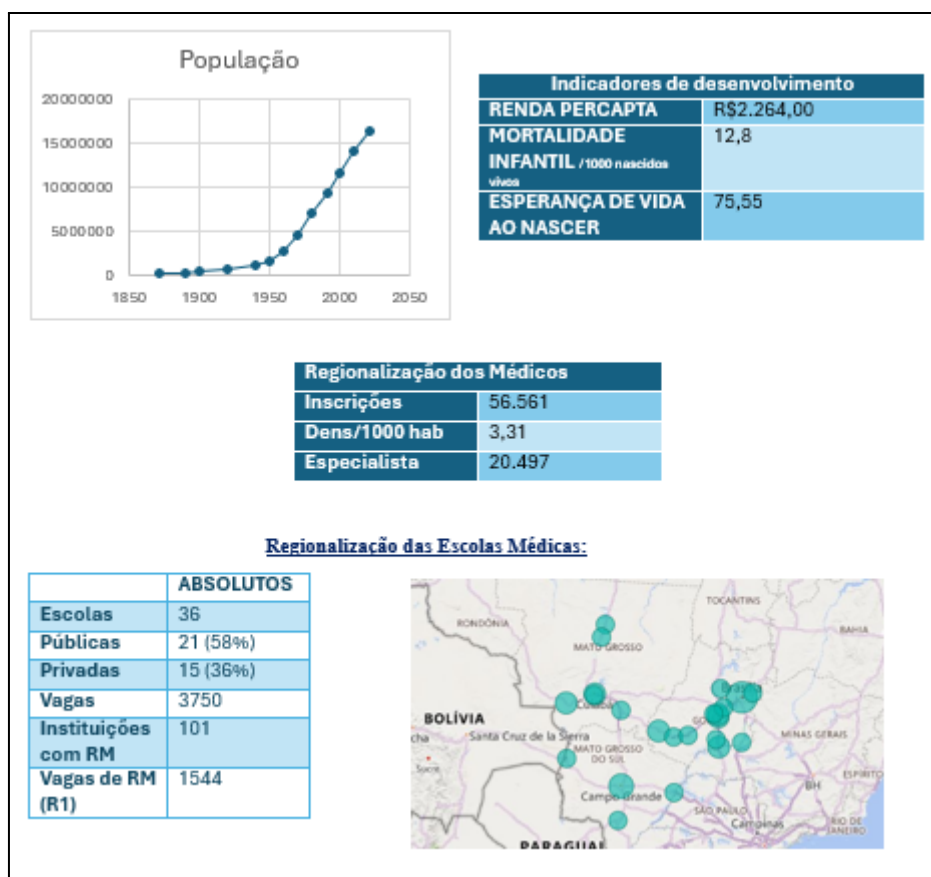 População
20000000
15000000
10000000
5000000
0
1850 1900 1950 2000 2050
Indicadores de desenvolvimento
RENDA PERCAPTA R$2.264,00
MORTALIDADE 12,8
INFANTIL /1000 nascidos
vivos
ESPERANÇA DE VIDA 75,55
AO NASCER
Regionalização dos Médicos
Inscrições 56.561
Dens/1000 hab 3,31
Especialista 20.497
Regionalização das Escolas Médicas:
ABSOLUTOS
Escolas 36
Públicas 21 (58%)
Privadas 15 (36%)
Vagas 3750
Instituições 101
com RM
Vagas de RM 1544
(R1)
TOCANTINS
RONDÔNIA
BAHIA
MATO GROSSO
Brasília
Cuiabá
GO
BOLÍVIA
Santa Cruz de la Sierra
MINAS GERAIS
MATO GROSSO
DO SUL
Sucre
ESPÍRITO
BH
Campo Grande
SÃO PAULO
Campinas
RIO DE
JANEIRO
PARAGUAI